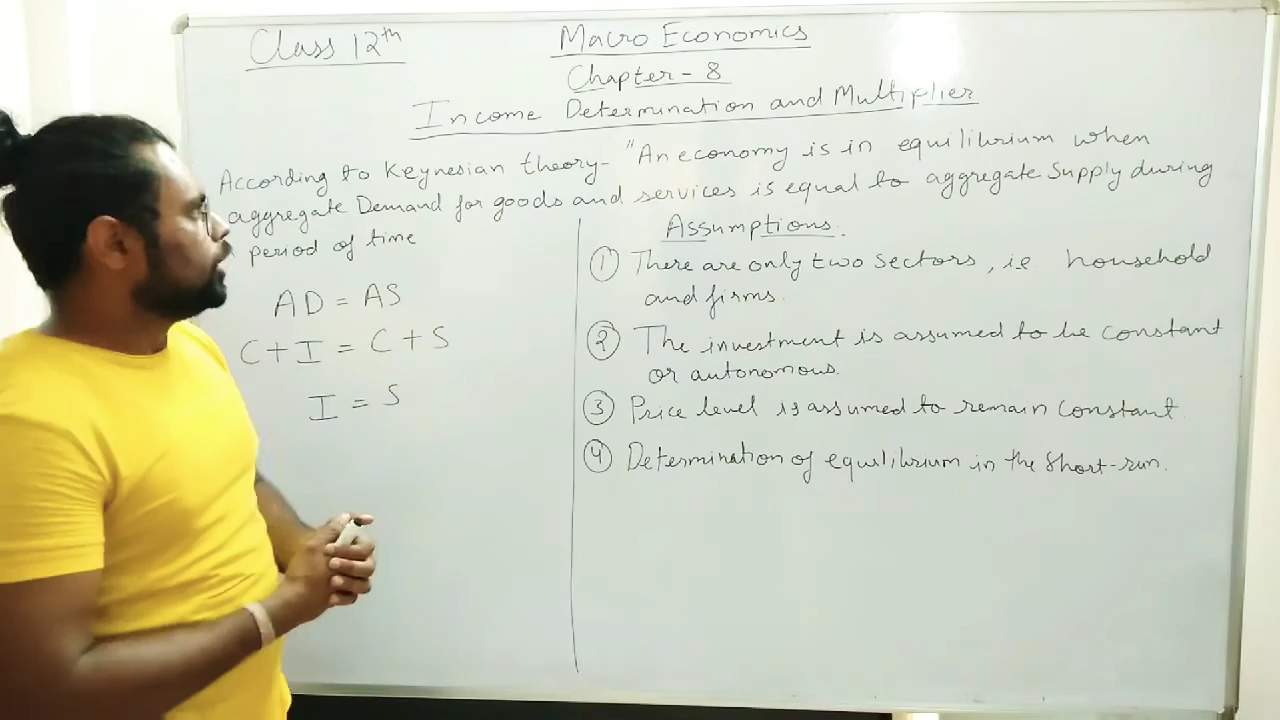 Class 12th
Macro Economics
Chapter - 8
Income Determination and Multiplier
According to Keynesian theory- "An economy is in equilibrium when
aggregate Demand for goods and services is equal to aggregate Supply during
period of time
AD = AS
C + I = C + S
I = S
Assumptions.
① There are only two sectors, i.e household
and firms.
② The investment is assumed to be constant
or autonomous.
③ Price level is assumed to remain constant.
④ Determination of equilibrium in the short-run.